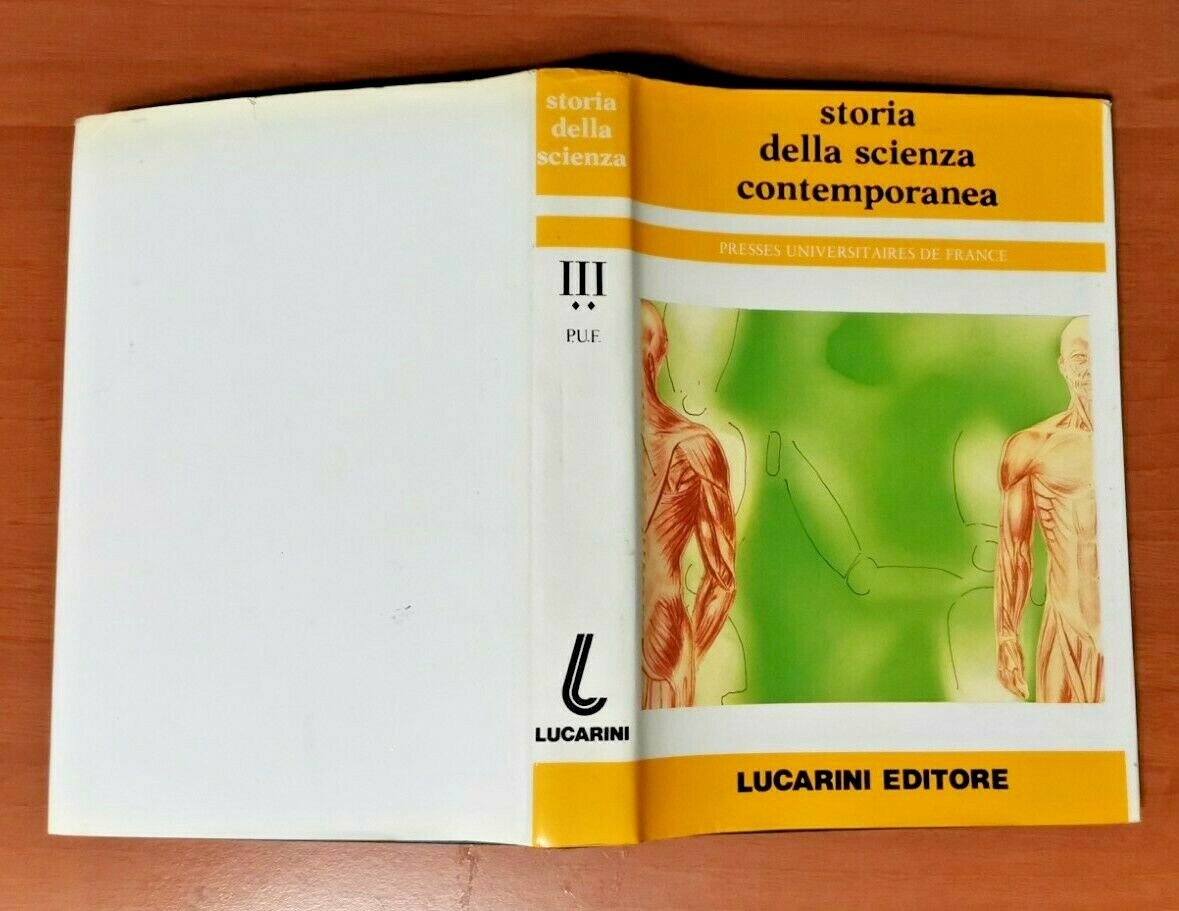 storia
della
scienza
III
P.U.F.
LUCARINI
storia
della scienza
contemporanea
PRESSES UNIVERSITAIRES DE FRANCE
LUCARINI EDITORE